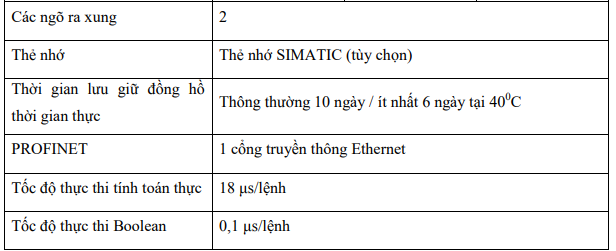 Các ngõ ra xung 2
Thẻ nhớ Thẻ nhớ SIMATIC (tùy chọn)
Thời gian lưu giữ đồng hồ
thời gian thực
Thông thường 10 ngày / ít nhất 6 ngày tại 40⁰C
PROFINET 1 cổng truyền thông Ethernet
Tốc độ thực thi tính toán thực 18 μs/lệnh
Tốc độ thực thi Boolean 0,1 μs/lệnh